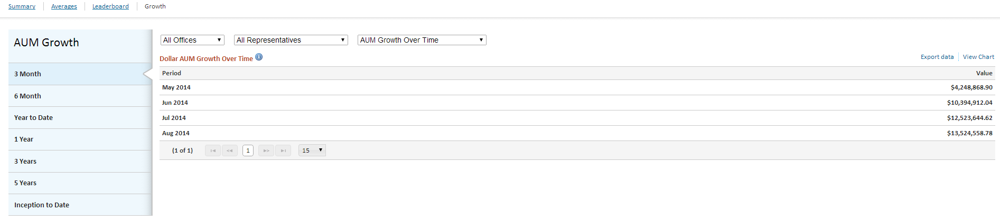 Summary Averages Leaderboard Growth
AUM Growth
3 Month
6 Month
Year to Date
1 Year
3 Years
5 Years
Inception to Date
All Offices All Representatives AUM Growth Over Time
Dollar AUM Growth Over Time Export data View Chart
Period Value
May 2014 $4,248,868.90
Jun 2014 $10,394,912.04
Jul 2014 $12,523,644.62
Aug 2014 $13,524,558.78
(1 of 1) 1 15